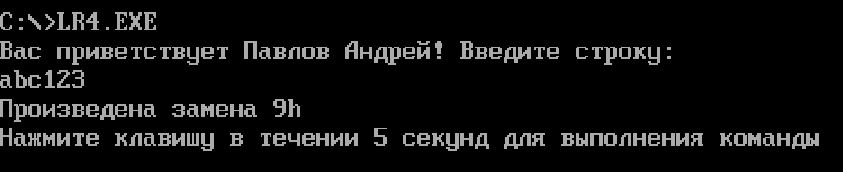 C:\>LR4.EXE
Вас приветствует Павлов Андрей! Введите строку:
abc123
Произведена замена 9h
Нажмите клавишу в течении 5 секунд для выполнения команды